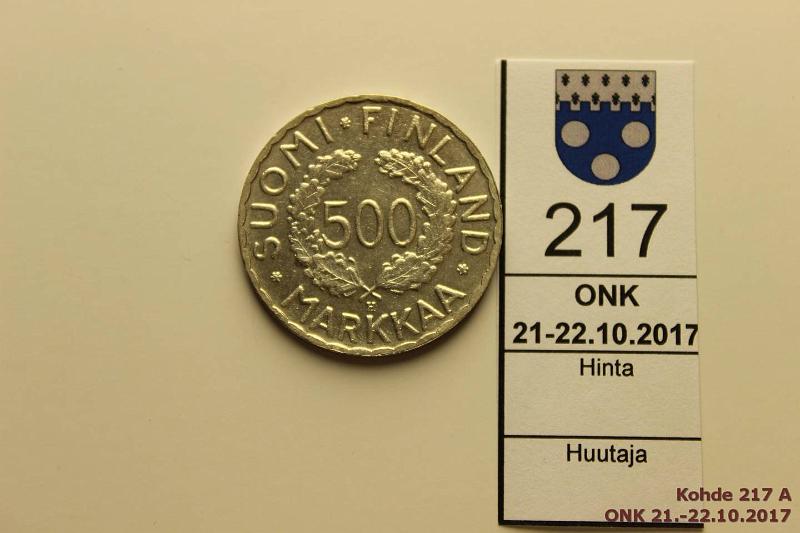 SUOMI * FINLAND *
500
MARKKAA *
H
217
ONK
21-22.10.2017
Hinta
Huutaja
Kohde 217 A
ONK 21.-22.10.2017